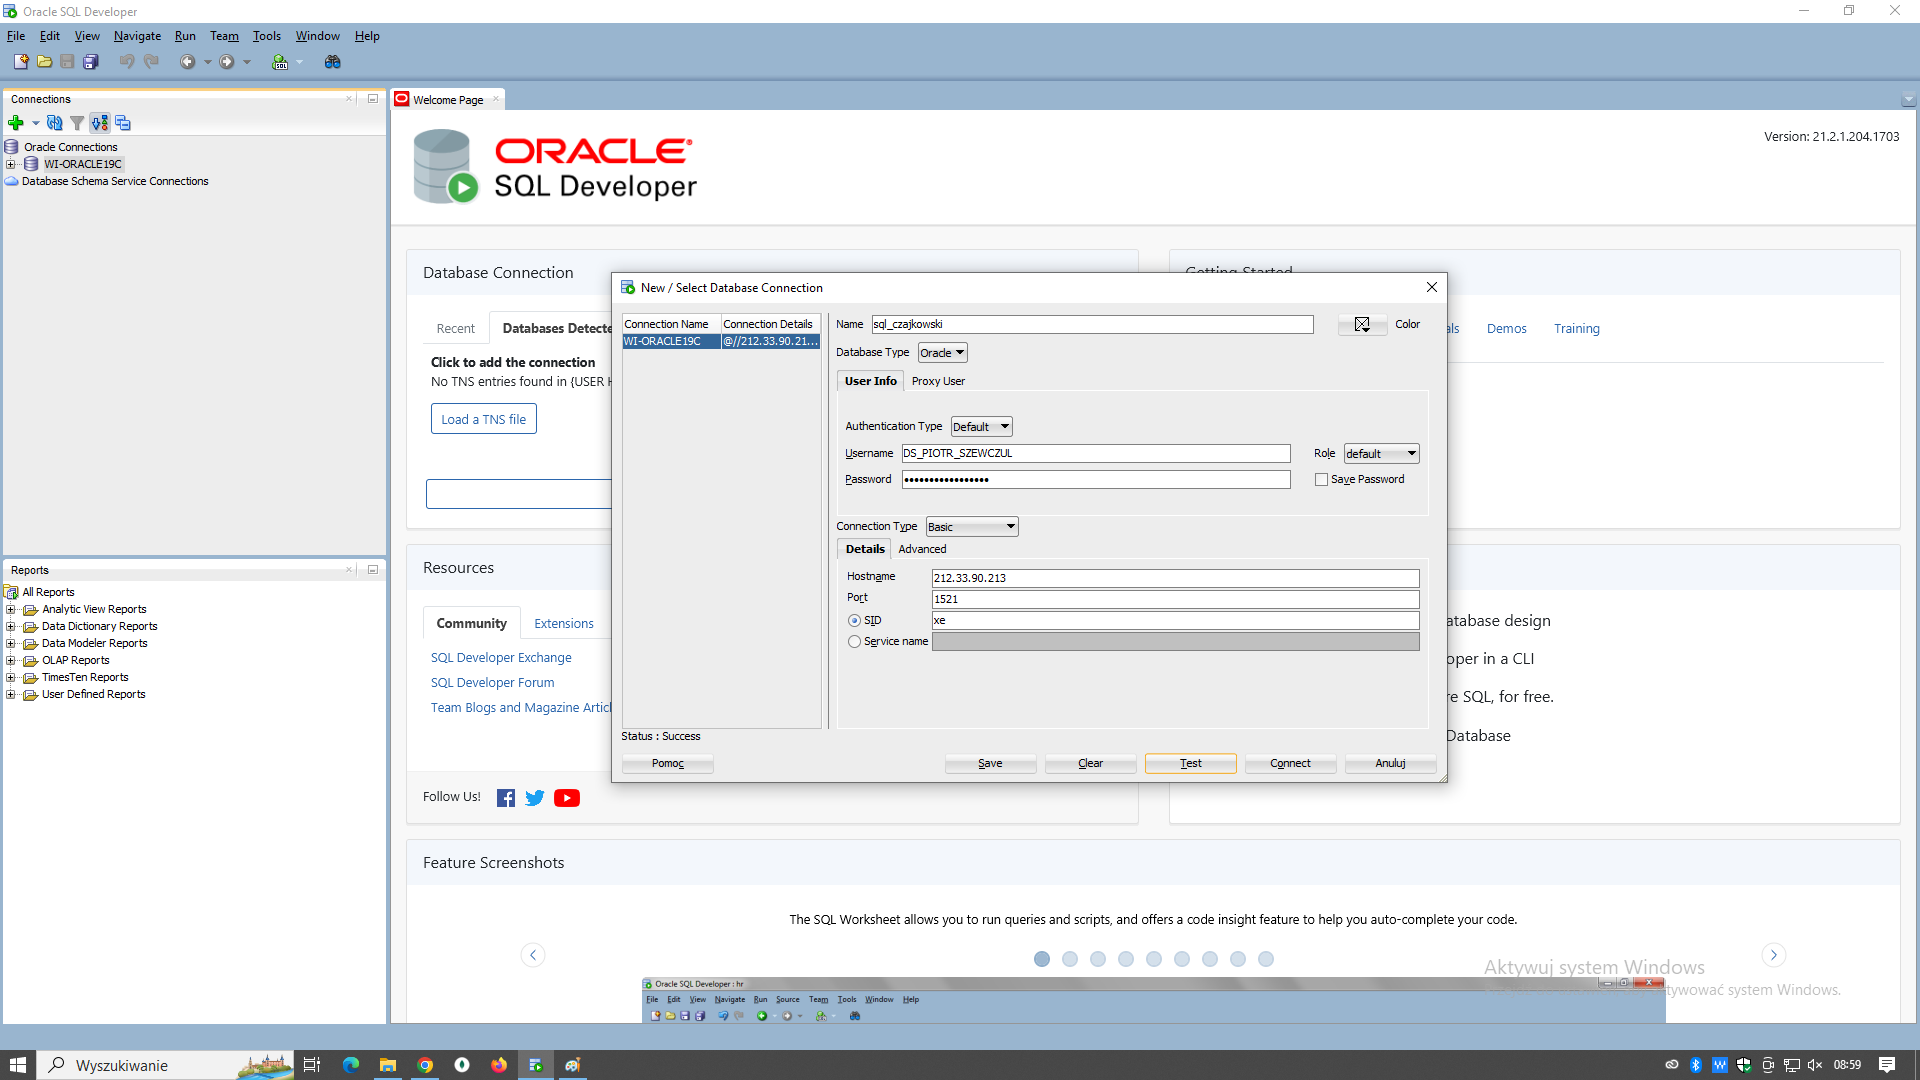 Oracle SQL Developer
File Edit View Navigate Run Team Tools Window Help
Connections
Oracle Connections
WI-ORACLE19C
Database Schema Service Connections
Reports
All Reports
Analytic View Reports
Data Dictionary Reports
Data Modeler Reports
OLAP Reports
TimesTen Reports
User Defined Reports
Welcome Page
ORACLE
SQL Developer
Version: 21.2.1.204.1703
Database Connection
Recent
Databases Detecte
Click to add the connection
No TNS entries found in {USER H
Load a TNS file
Getting Started
als Demos Training
Resources
Community Extensions
SQL Developer Exchange
SQL Developer Forum
Team Blogs and Magazine Articl
Follow Us!
atabase design
oper in a CLI
re SQL, for free.
Database
New / Select Database Connection
Connection Name Connection Details
WI-ORACLE19C @//212.33.90.21...
Name sql_czajkowski Color
Database Type Oracle
User Info Proxy User
Authentication Type Default
Username DS_PIOTR_SZEWCZUL Role default
Password ••••••••••••••••• Save Password
Connection Type Basic
Details Advanced
Hostname 212.33.90.213
Port 1521
SID xe
Service name
Status : Success
Pomoc Save Clear Test Connect Anuluj
Feature Screenshots
The SQL Worksheet allows you to run queries and scripts, and offers a code insight feature to help you auto-complete your code.
Aktywuj system Windows
tywować system Windows.
Oracle SQL Developer : hr
File Edit View Navigate Run Source Team Tools Window Help
Wyszukiwanie
08:59